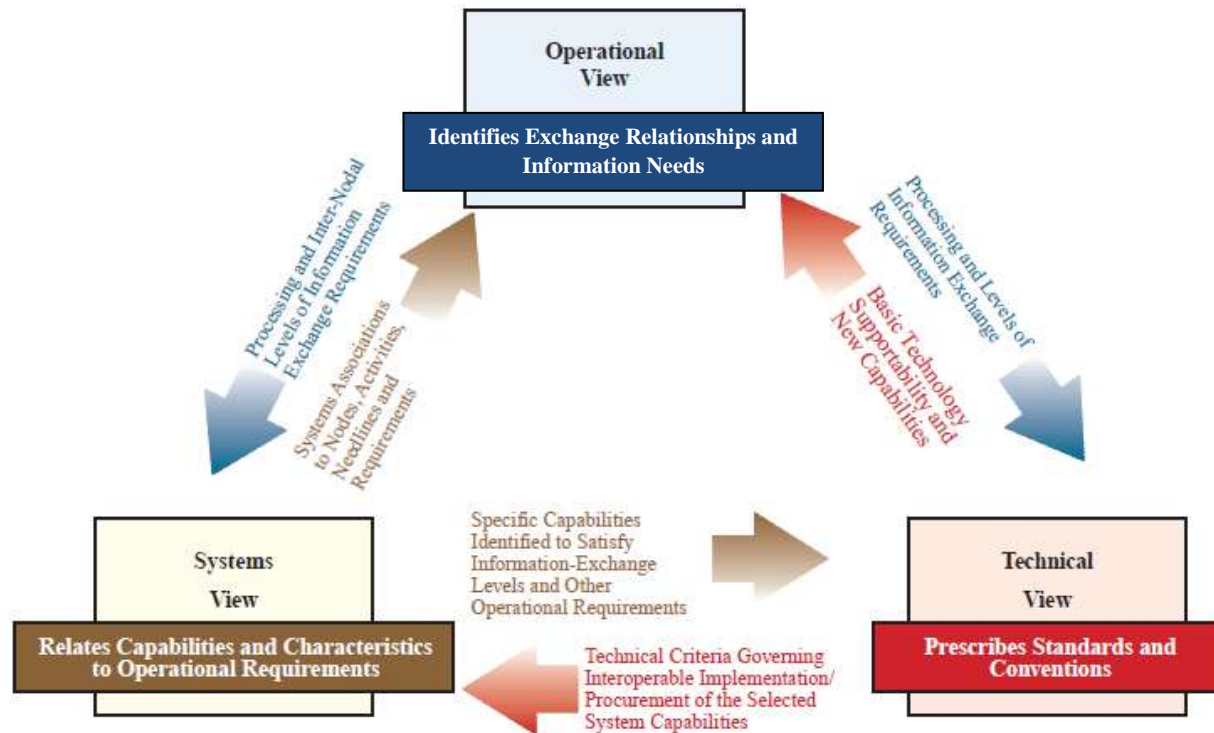 Operational
View
Identifies Exchange Relationships and
Information Needs
Processing and Inter-Nodal
Levels of Information
Exchange Requirements
Systems Associations
to Nodes, Activities,
Needlines and
Requirements
Processing and Levels of
Information Exchange
Requirements
Basic Technology
Supportability and
New Capabilities
Systems
View
Relates Capabilities and Characteristics
to Operational Requirements
Specific Capabilities
Identified to Satisfy
Information-Exchange
Levels and Other
Operational Requirements
Technical Criteria Governing
Interoperable Implementation/
Procurement of the Selected
System Capabilities
Technical
View
Prescribes Standards and
Conventions